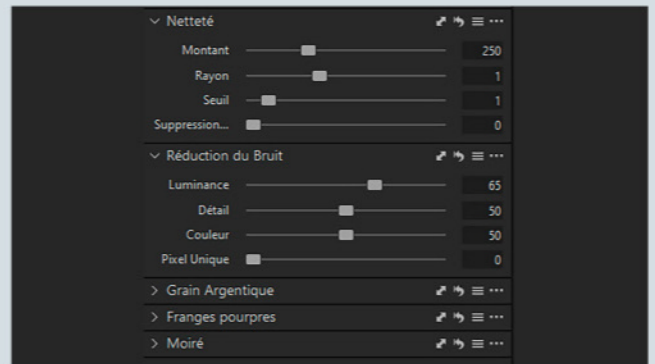 Netteté
Montant 250
Rayon 1
Seuil 1
Suppression... 0
Réduction du Bruit
Luminance 65
Détail 50
Couleur 50
Pixel Unique 0
Grain Argentique
Franges pourpres
Moiré